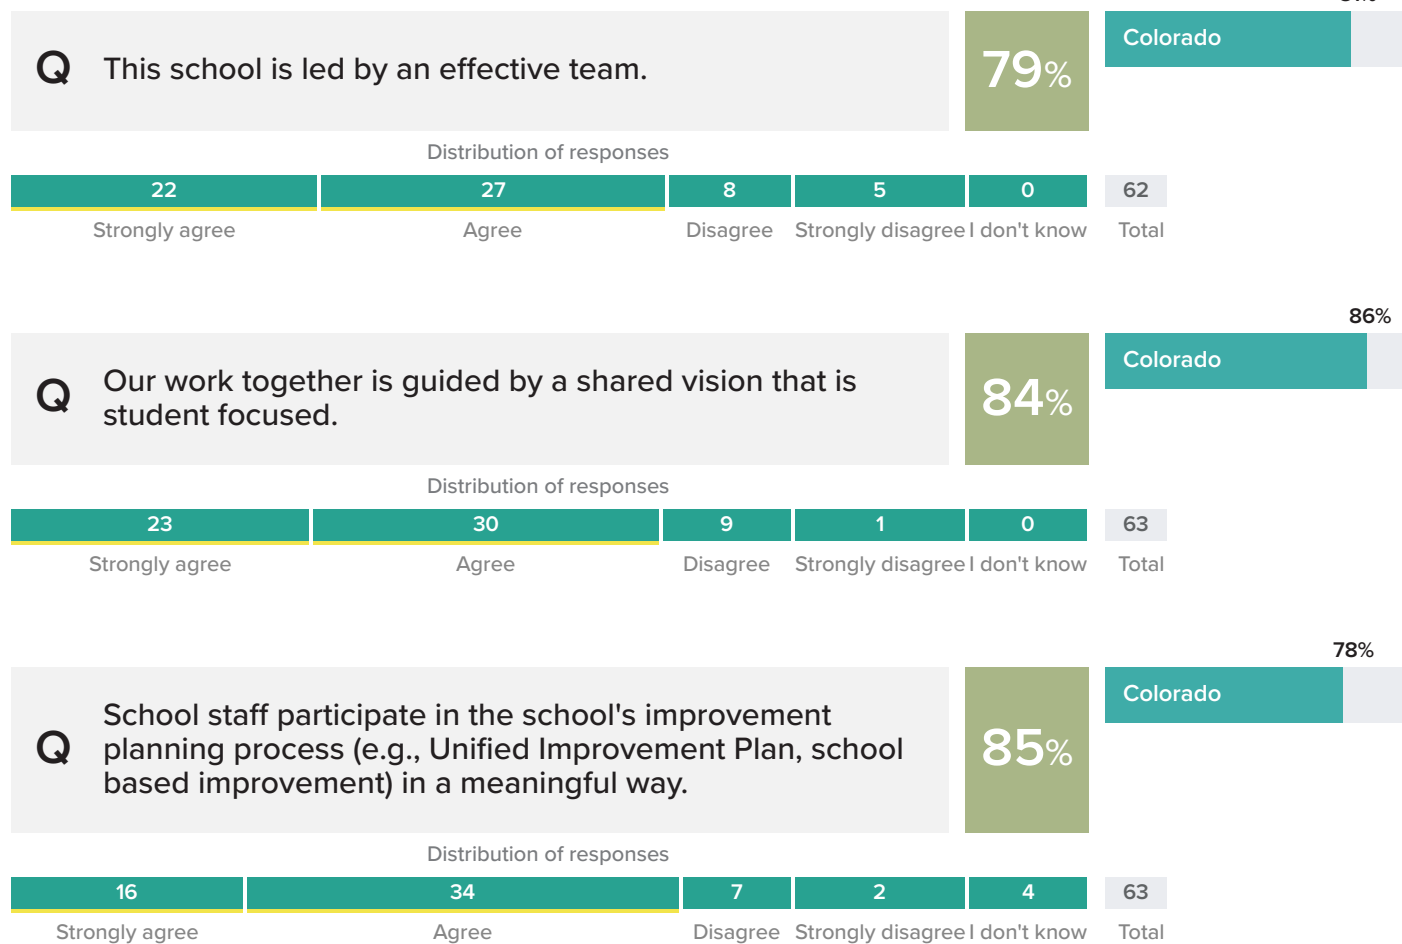 Q This school is led by an effective team. 79% Colorado
Distribution of responses
22 27 8 5 0 62
Strongly agree Agree Disagree Strongly disagree I don't know Total
86%
Q Our work together is guided by a shared vision that is
student focused.
84% Colorado
Distribution of responses
23 30 9 1 0 63
Strongly agree Agree Disagree Strongly disagree I don't know Total
78%
Q School staff participate in the school's improvement
planning process (e.g., Unified Improvement Plan, school
based improvement) in a meaningful way.
85% Colorado
Distribution of responses
16 34 7 2 4 63
Strongly agree Agree Disagree Strongly disagree I don't know Total